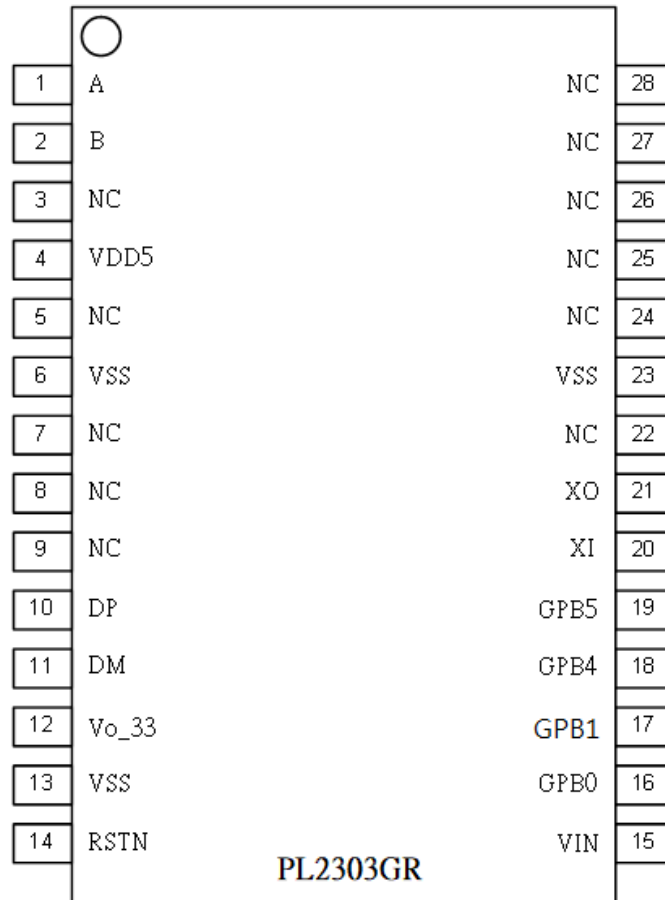 1 A NC 28
2 B NC 27
3 NC NC 26
4 VDD5 NC 25
5 NC NC 24
6 VSS VSS 23
7 NC NC 22
8 NC XO 21
9 NC XI 20
10 DP GPB5 19
11 DM GPB4 18
12 Vo_33 GPB1 17
13 VSS GPB0 16
14 RSTN VIN 15
PL2303GR